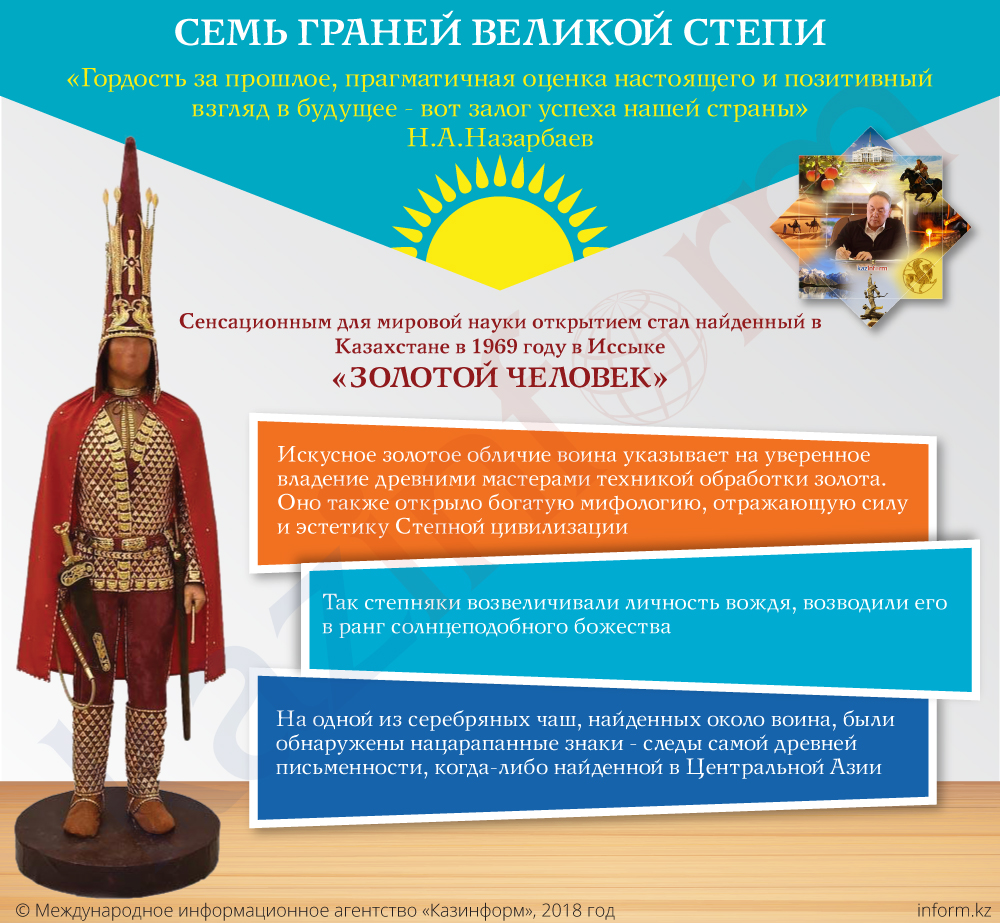 СЕМЬ ГРАНЕЙ ВЕЛИКОЙ СТЕПИ
«Гордость за прошлое, прагматичная оценка настоящего и позитивный
взгляд в будущее - вот залог успеха нашей страны»
Н.А.Назарбаев
kazinform
Сенсационным для мировой науки открытием стал найденный в
Казахстане в 1969 году в Иссыке
«ЗОЛОТОЙ ЧЕЛОВЕК»
Искусное золотое обличие воина указывает на уверенное
владение древними мастерами техникой обработки золота.
Оно также открыло богатую мифологию, отражающую силу
и эстетику Степной цивилизации
Так степняки возвеличивали личность вождя, возводили его
в ранг солнцеподобного божества
На одной из серебряных чаш, найденных около воина, были
обнаружены нацарапанные знаки - следы самой древней
письменности, когда-либо найденной в Центральной Азии
kazinform
© Международное информационное агентство «Казинформ», 2018 год
inform.kz